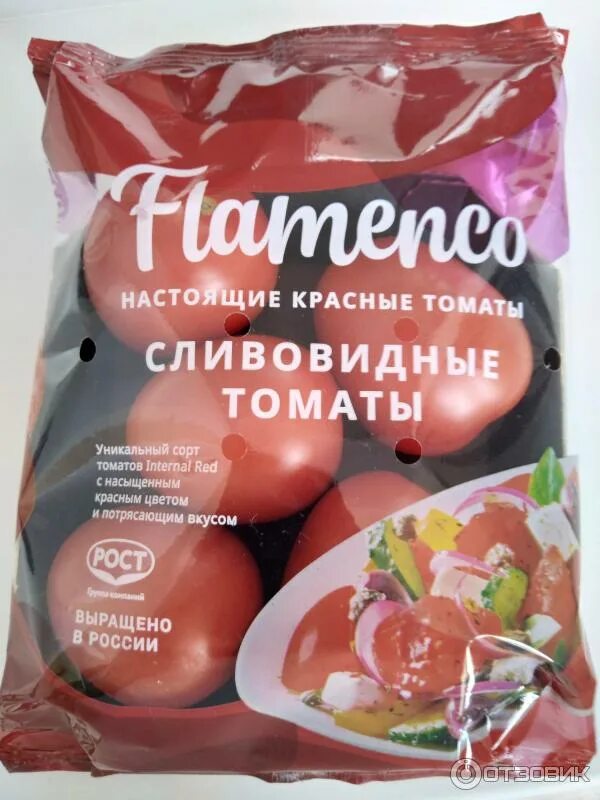 Flamenco
НАСТОЯЩИЕ КРАСНЫЕ ТОМАТЫ
СЛИВОВИДНЫЕ
ТОМАТЫ
Уникальный сорт
томатов Internal Red
с насыщенным
красным цветом
и потрясающим вкусом
РОСТ
Группа компаний
ВЫРАЩЕНО
В РОССИИ
ОТЗОВИК